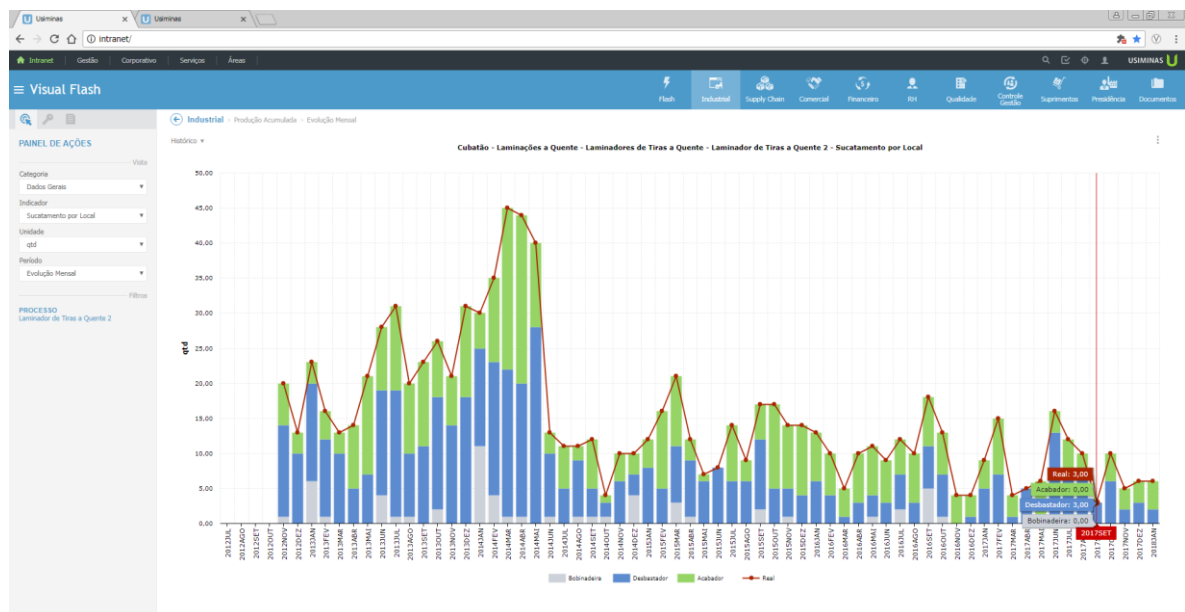 Usiminas
Usiminas
intranet/
Intranet Gestão Corporativo Serviços Áreas USIMINAS
Visual Flash
Flash Industrial Supply Chain Comercial Financeiro RH Qualidade Controle Gestão Suprimentos Presidência Documentos
Industrial Produção Acumulada Evolução Mensal
PAINEL DE AÇÕES
Vista
Categoria
Dados Gerais
Indicador
Sucatamento por Local
Unidade
qtd
Período
Evolução Mensal
Filtros
PROCESSO
Laminador de Tiras a Quente 2
Histórico
Cubatão - Laminações a Quente - Laminadores de Tiras a Quente - Laminador de Tiras a Quente 2 - Sucatamento por Local
50,00
45,00
40,00
35,00
30,00
25,00
20,00
15,00
10,00
5,00
0,00
qtd
Real: 3,00
Acabador: 0,00
Desbastador: 3,00
Bobinadeira: 0,00
2017SET
2012JUL
2012AGO
2012SET
2012OUT
2012NOV
2012DEZ
2013JAN
2013FEV
2013MAR
2013ABR
2013MAI
2013JUN
2013JUL
2013AGO
2013SET
2013OUT
2013NOV
2013DEZ
2014JAN
2014FEV
2014MAR
2014ABR
2014MAI
2014JUN
2014JUL
2014AGO
2014SET
2014OUT
2014NOV
2014DEZ
2015JAN
2015FEV
2015MAR
2015ABR
2015MAI
2015JUN
2015JUL
2015AGO
2015SET
2015OUT
2015NOV
2015DEZ
2016JAN
2016FEV
2016MAR
2016ABR
2016MAI
2016JUN
2016JUL
2016AGO
2016SET
2016OUT
2016NOV
2016DEZ
2017JAN
2017FEV
2017MAR
2017ABR
2017MAI
2017JUN
2017JUL
2017NOV
2017DEZ
2018JAN
Bobinadeira Desbastador Acabador Real